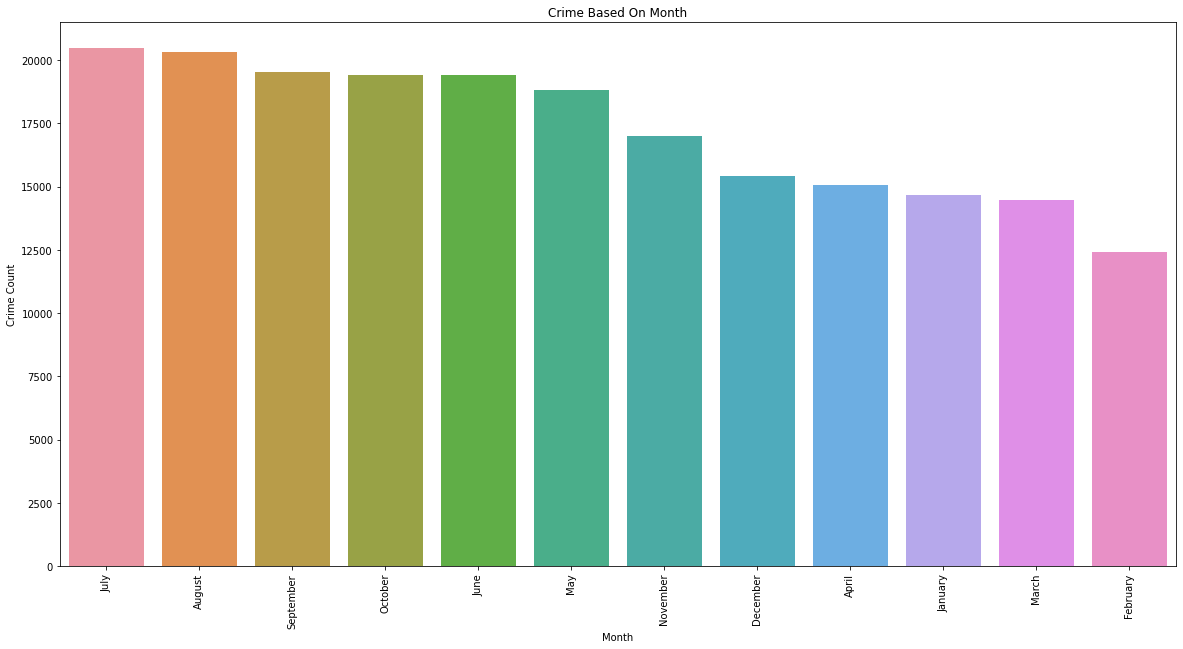 Crime Based On Month
Crime Count
20000
17500
15000
12500
10000
7500
5000
2500
0
July
August
September
October
June
May
November
December
April
January
March
February
Month